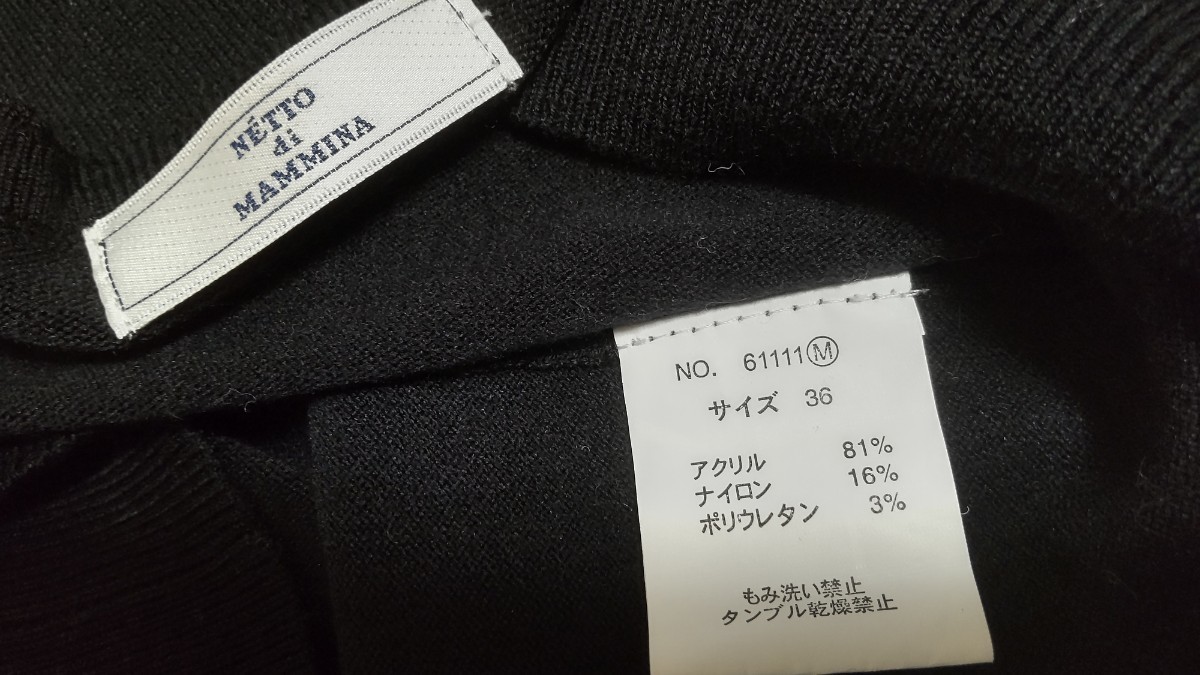 NÉTTO
di
MAMMINA
NO. 61111Ⓜ
サイズ 36
アクリル 81%
ナイロン 16%
ポリウレタン 3%
もみ洗い禁止
タンブル乾燥禁止